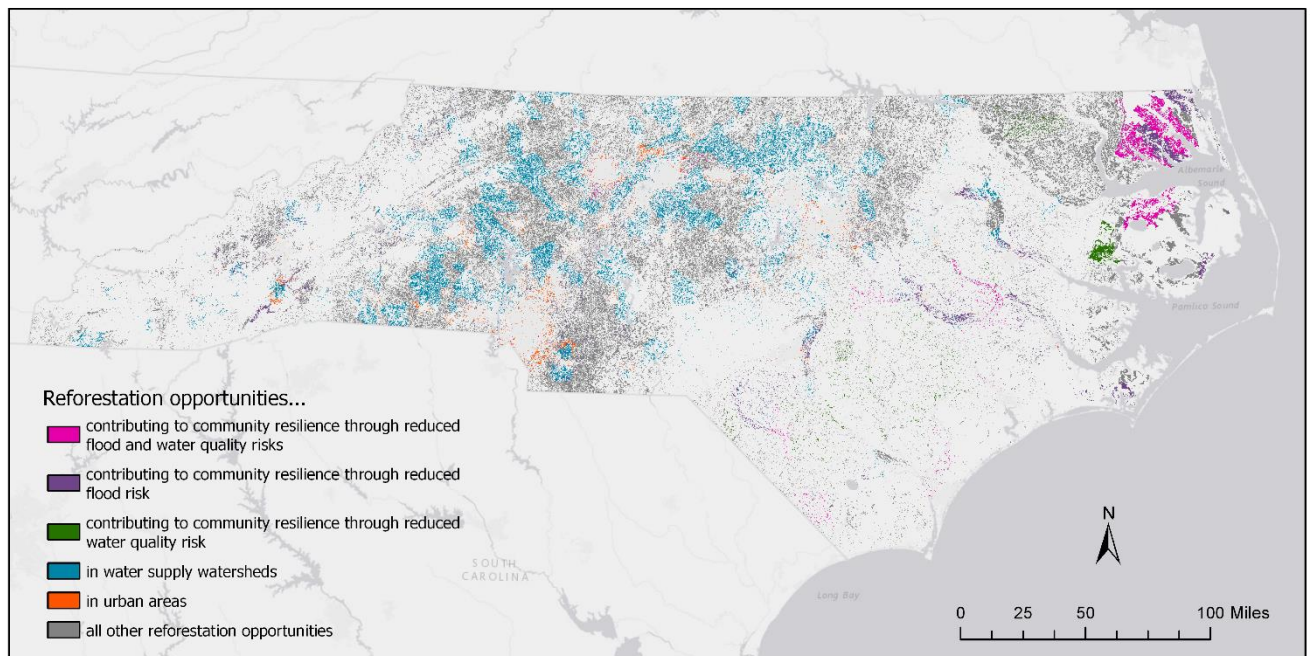 Albemarle
Sound
Pamlico Sound
Reforestation opportunities...
contributing to community resilience through reduced
flood and water quality risks
contributing to community resilience through reduced
flood risk
contributing to community resilience through reduced
water quality risk
in water supply watersheds
in urban areas
all other reforestation opportunities
SOUTH
CAROLINA
Long Bay
N
0 25 50 100 Miles